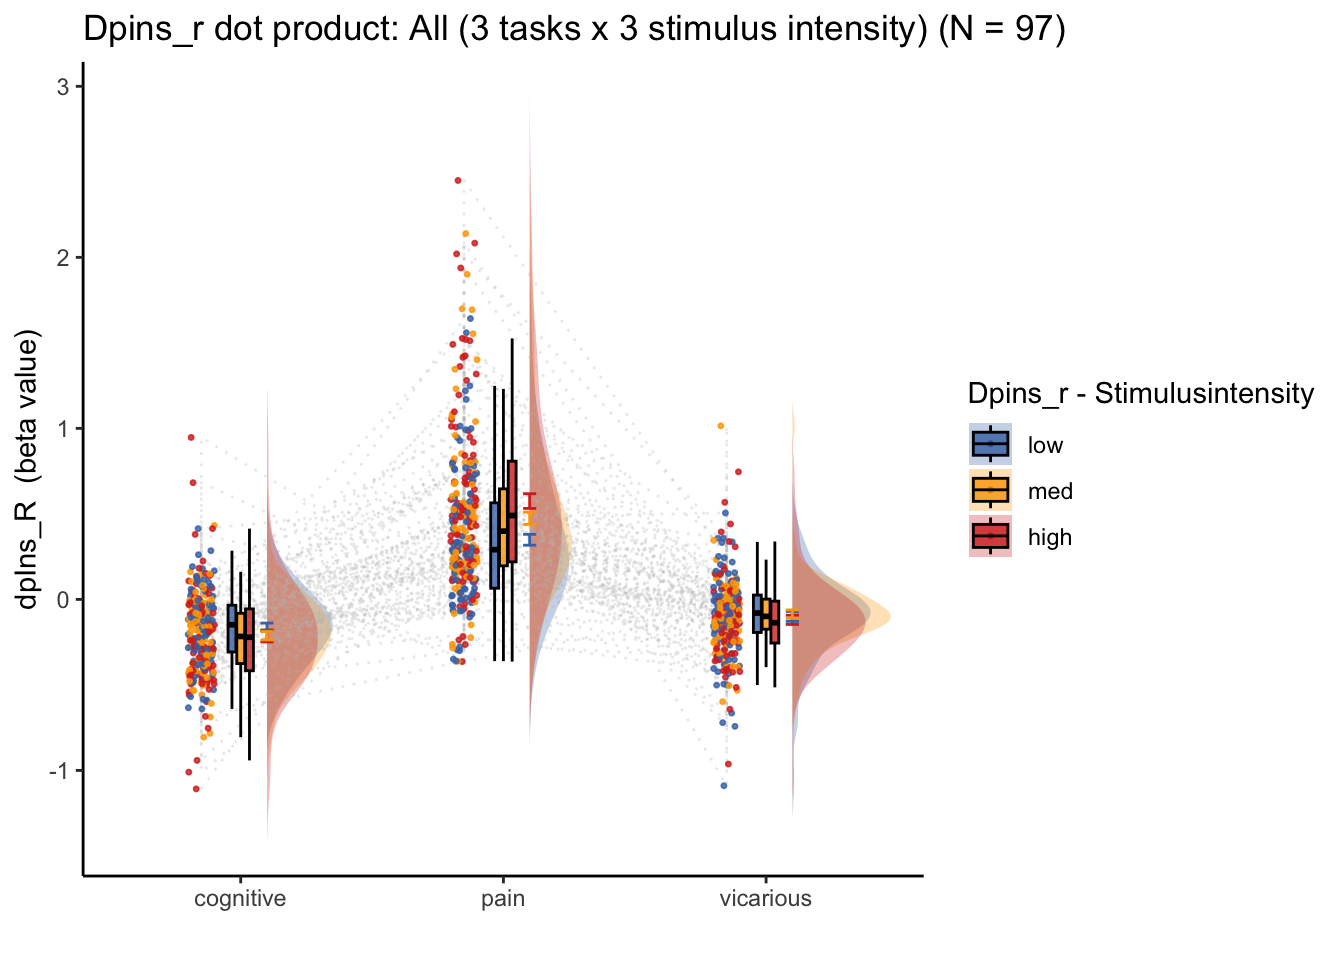 Dpins_r dot product: All (3 tasks x 3 stimulus intensity) (N = 97)
3
2
1
0
-1
dpIns_R (beta value)
cognitive
pain
vicarious
Dpins_r - Stimulusintensity
low
med
high